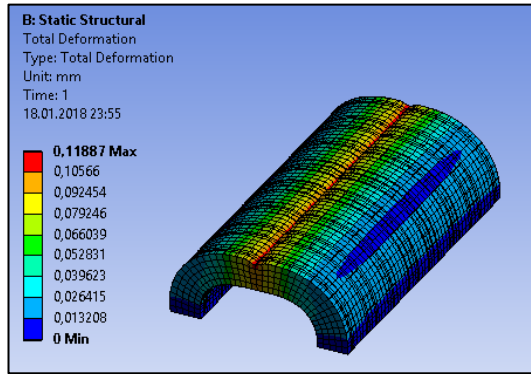 B: Static Structural
Total Deformation
Type: Total Deformation
Unit: mm
Time: 1
18.01.2018 23:55
0,11887 Max
0,10566
0,092454
0,079246
0,066039
0,052831
0,039623
0,026415
0,013208
0 Min